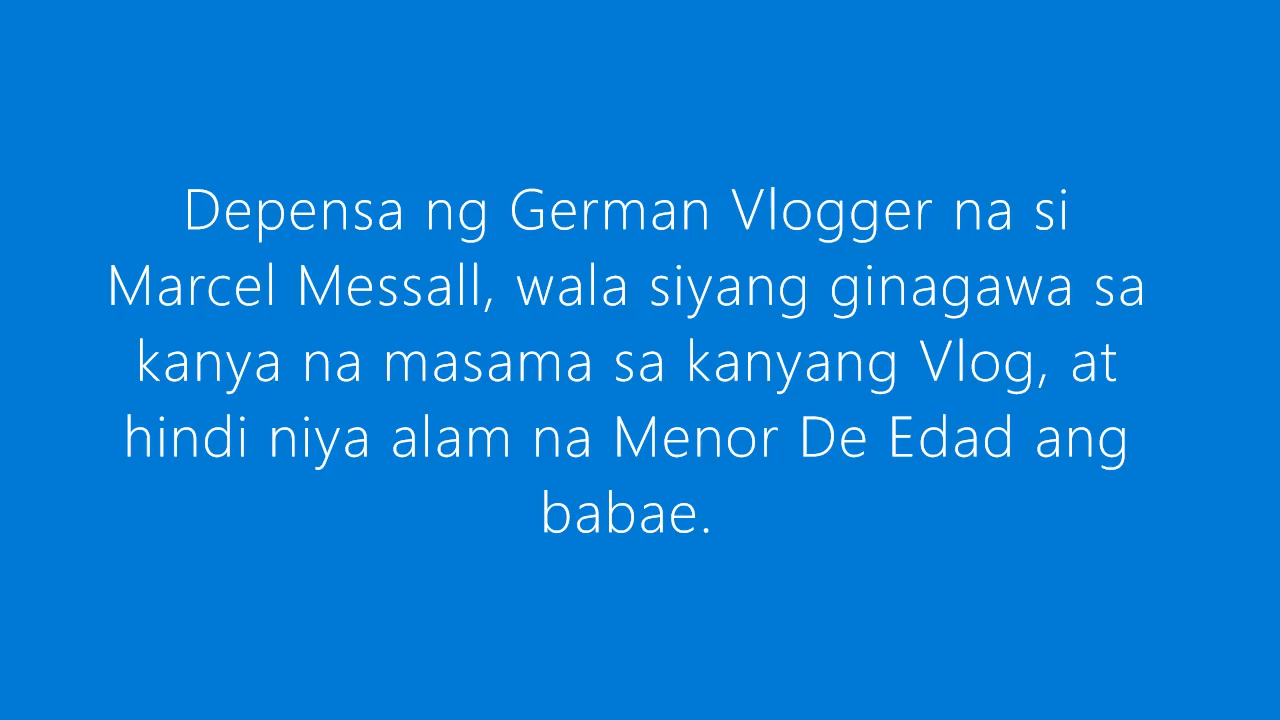 Depensa ng German Vlogger na si
Marcel Messall, wala siyang ginagawa sa
kanya na masama sa kanyang Vlog, at
hindi niya alam na Menor De Edad ang
babae.